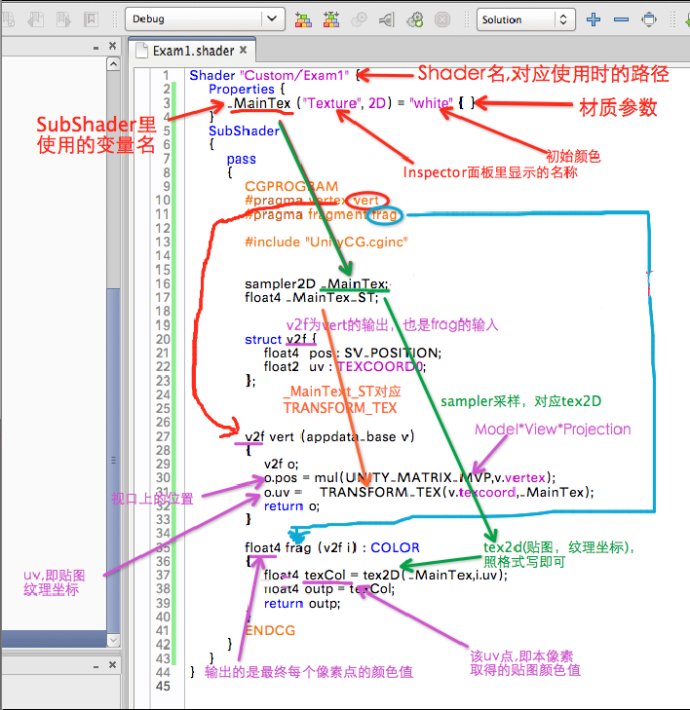 Debug
Solution
Exam1.shader
1 Shader "Custom/Exam1" {
Shader名,对应使用时的路径
2 Properties {
3 _MainTex ("Texture", 2D) = "white" { }
材质参数
4 }
SubShader里
使用的变量名
5 SubShader
初始颜色
6 {
Inspector面板里显示的名称
7 pass
8 {
9 CGPROGRAM
10 #pragma vertex vert
11 #pragma fragment frag
12
13 #include "UnityCG.cginc"
14
15
16 sampler2D _MainTex;
17 float4 _MainTex_ST;
18
19
v2f为vert的输出，也是frag的输入
20 struct v2f {
21 float4 pos : SV_POSITION;
22 float2 uv : TEXCOORD0;
23 };
24
_MainText_ST对应
TRANSFORM_TEX
sampler采样，对应tex2D
25
26
27 v2f vert (appdata_base v)
Model*View*Projection
28 {
29 v2f o;
30 o.pos = mul(UNITY_MATRIX_MVP,v.vertex);
视口上的位置
31 o.uv = TRANSFORM_TEX(v.texcoord,_MainTex);
32 return o;
33 }
34
35 float4 frag (v2f i) : COLOR
tex2d(贴图，纹理坐标)，
照格式写即可
36 {
uv,即贴图
纹理坐标
37 float4 texCol = tex2D(_MainTex,i.uv);
38 float4 outp = texCol;
39 return outp;
40 }
41 ENDCG
42 }
43 }
44 }
输出的是最终每个像素点的颜色值
该uv点,即本像素
取得的贴图颜色值
45